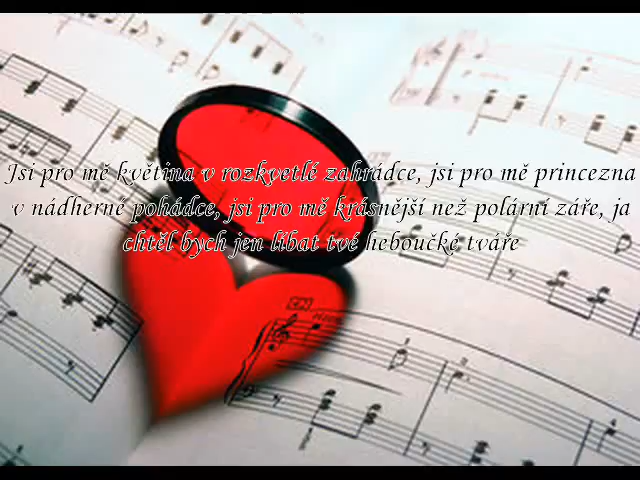 Jsi pro mě květina v rozkvetlé zahrádce, jsi pro mě princezna
v nádherné pohádce, jsi pro mě krásnější než polární záře, ja
chtěl bych jen líbat tvé heboučké tváře